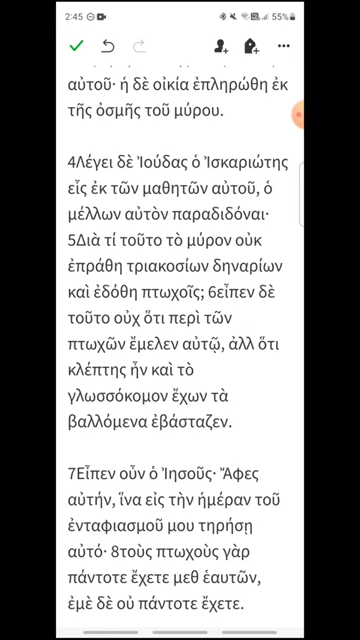 2:45
55%
αὐτοῦ· ἡ δὲ οἰκία ἐπληρώθη ἐκ
τῆς ὀσμῆς τοῦ μύρου.
4Λέγει δὲ Ἰούδας ὁ Ἰσκαριώτης
εἷς ἐκ τῶν μαθητῶν αὐτοῦ, ὁ
μέλλων αὐτὸν παραδιδόναι·
5Διὰ τί τοῦτο τὸ μύρον οὐκ
ἐπράθη τριακοσίων δηναρίων
καὶ ἐδόθη πτωχοῖς; 6εἶπεν δὲ
τοῦτο οὐχ ὅτι περὶ τῶν
πτωχῶν ἔμελεν αὐτῷ, ἀλλ ὅτι
κλέπτης ἦν καὶ τὸ
γλωσσόκομον ἔχων τὰ
βαλλόμενα ἐβάσταζεν.
7Εἶπεν οὖν ὁ Ἰησοῦς· Ἄφες
αὐτήν, ἵνα εἰς τὴν ἡμέραν τοῦ
ἐνταφιασμοῦ μου τηρήσῃ
αὐτό· 8τοὺς πτωχοὺς γὰρ
πάντοτε ἔχετε μεθ ἑαυτῶν,
ἐμὲ δὲ οὐ πάντοτε ἔχετε.